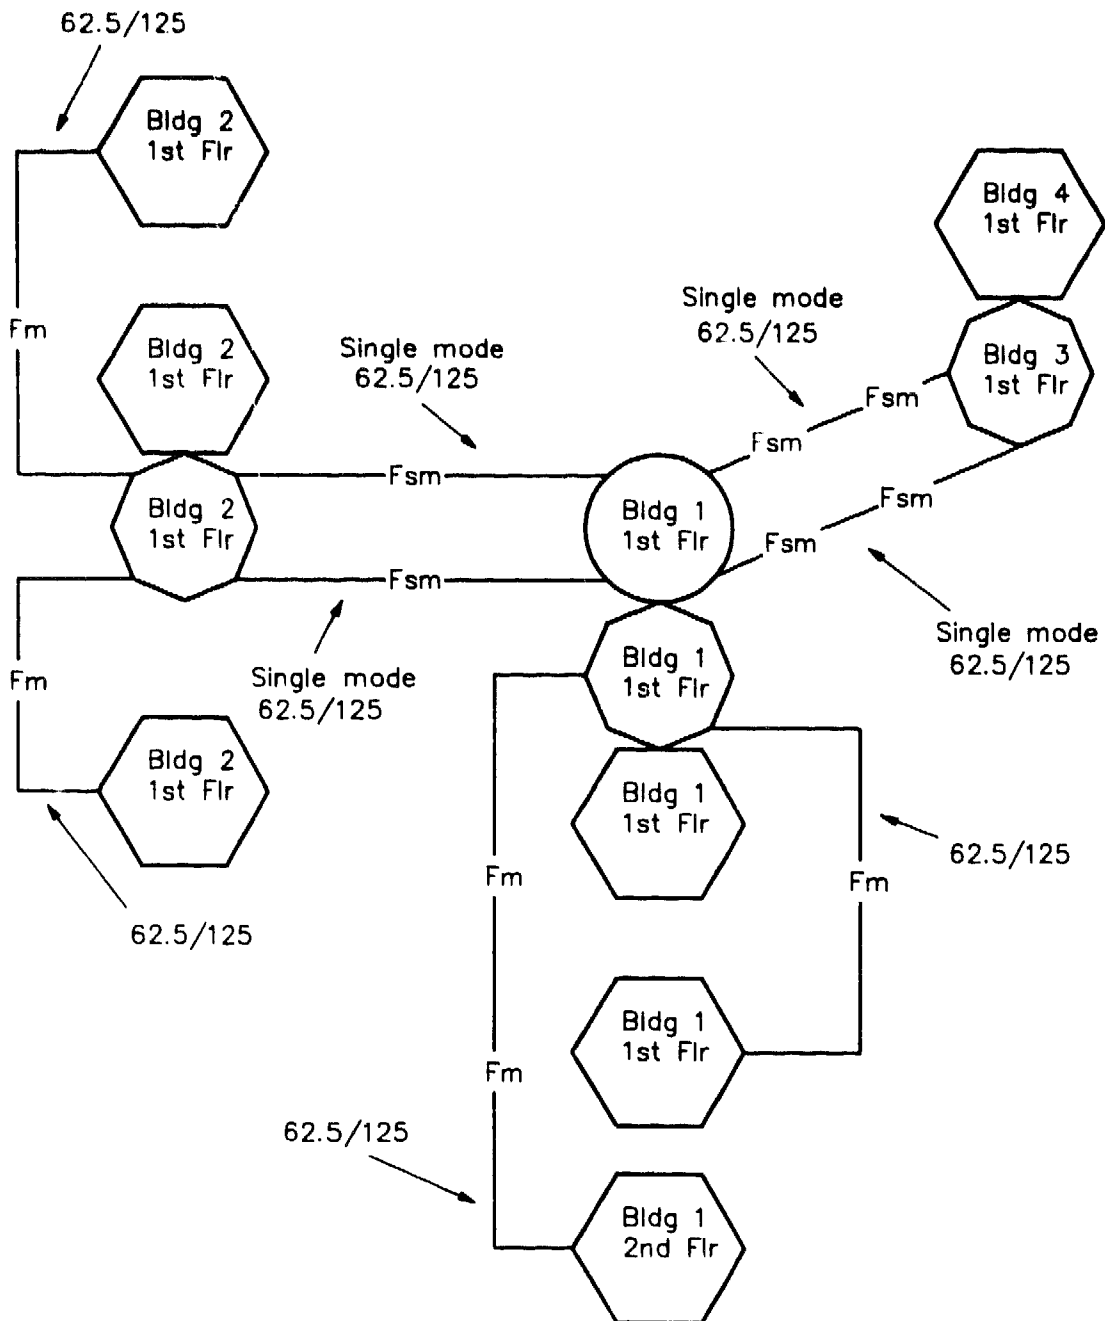 62.5/125
Bldg 2
1st Flr
Bldg 4
1st Flr
Fm
Single mode
62.5/125
Single mode
62.5/125
Bldg 2
1st Flr
Bldg 3
1st Flr
Fsm
Fsm
Fsm
Bldg 2
1st Flr
Bldg 1
1st Flr
Fsm
Fsm
Fsm
Fm
Single mode
62.5/125
Bldg 1
1st Flr
Single mode
62.5/125
Bldg 2
1st Flr
Bldg 1
1st Flr
62.5/125
Fm
Fm
62.5/125
Bldg 1
1st Flr
Fm
62.5/125
Bldg 1
2nd Flr